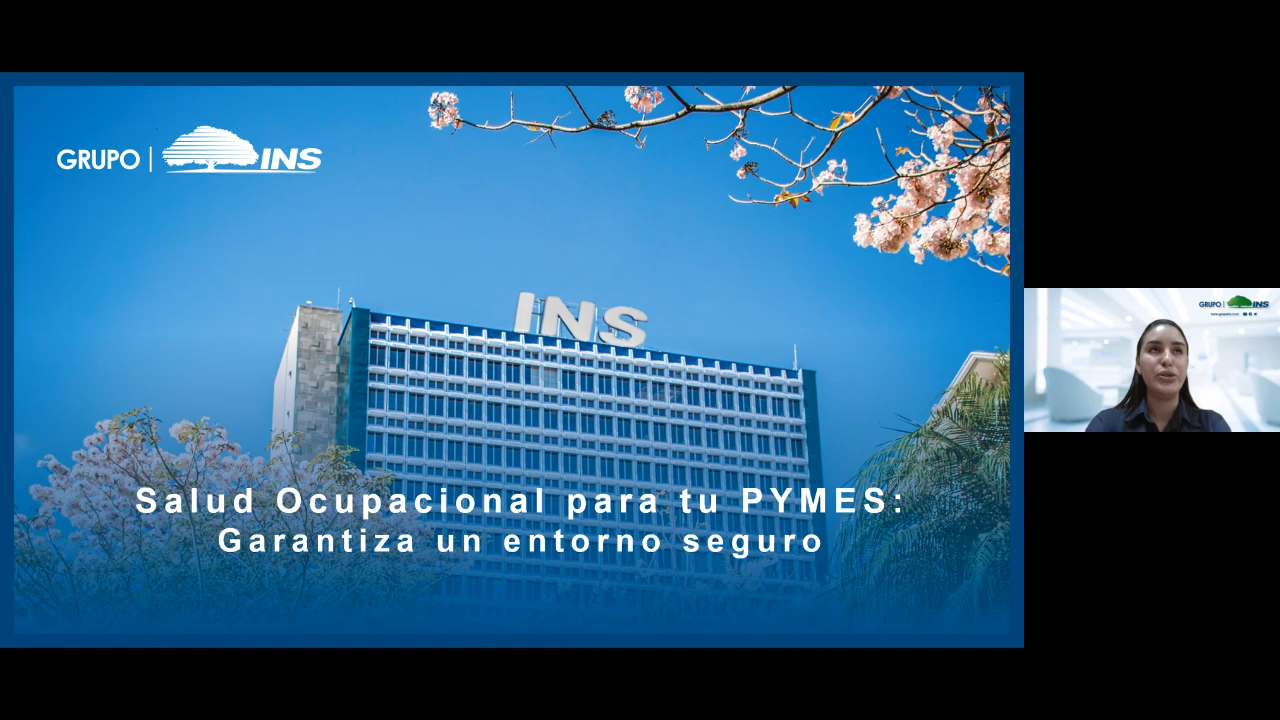 GRUPO | INS
INS
Salud Ocupacional para tu PYMES:
Garantiza un entorno seguro
GRUPO | INS